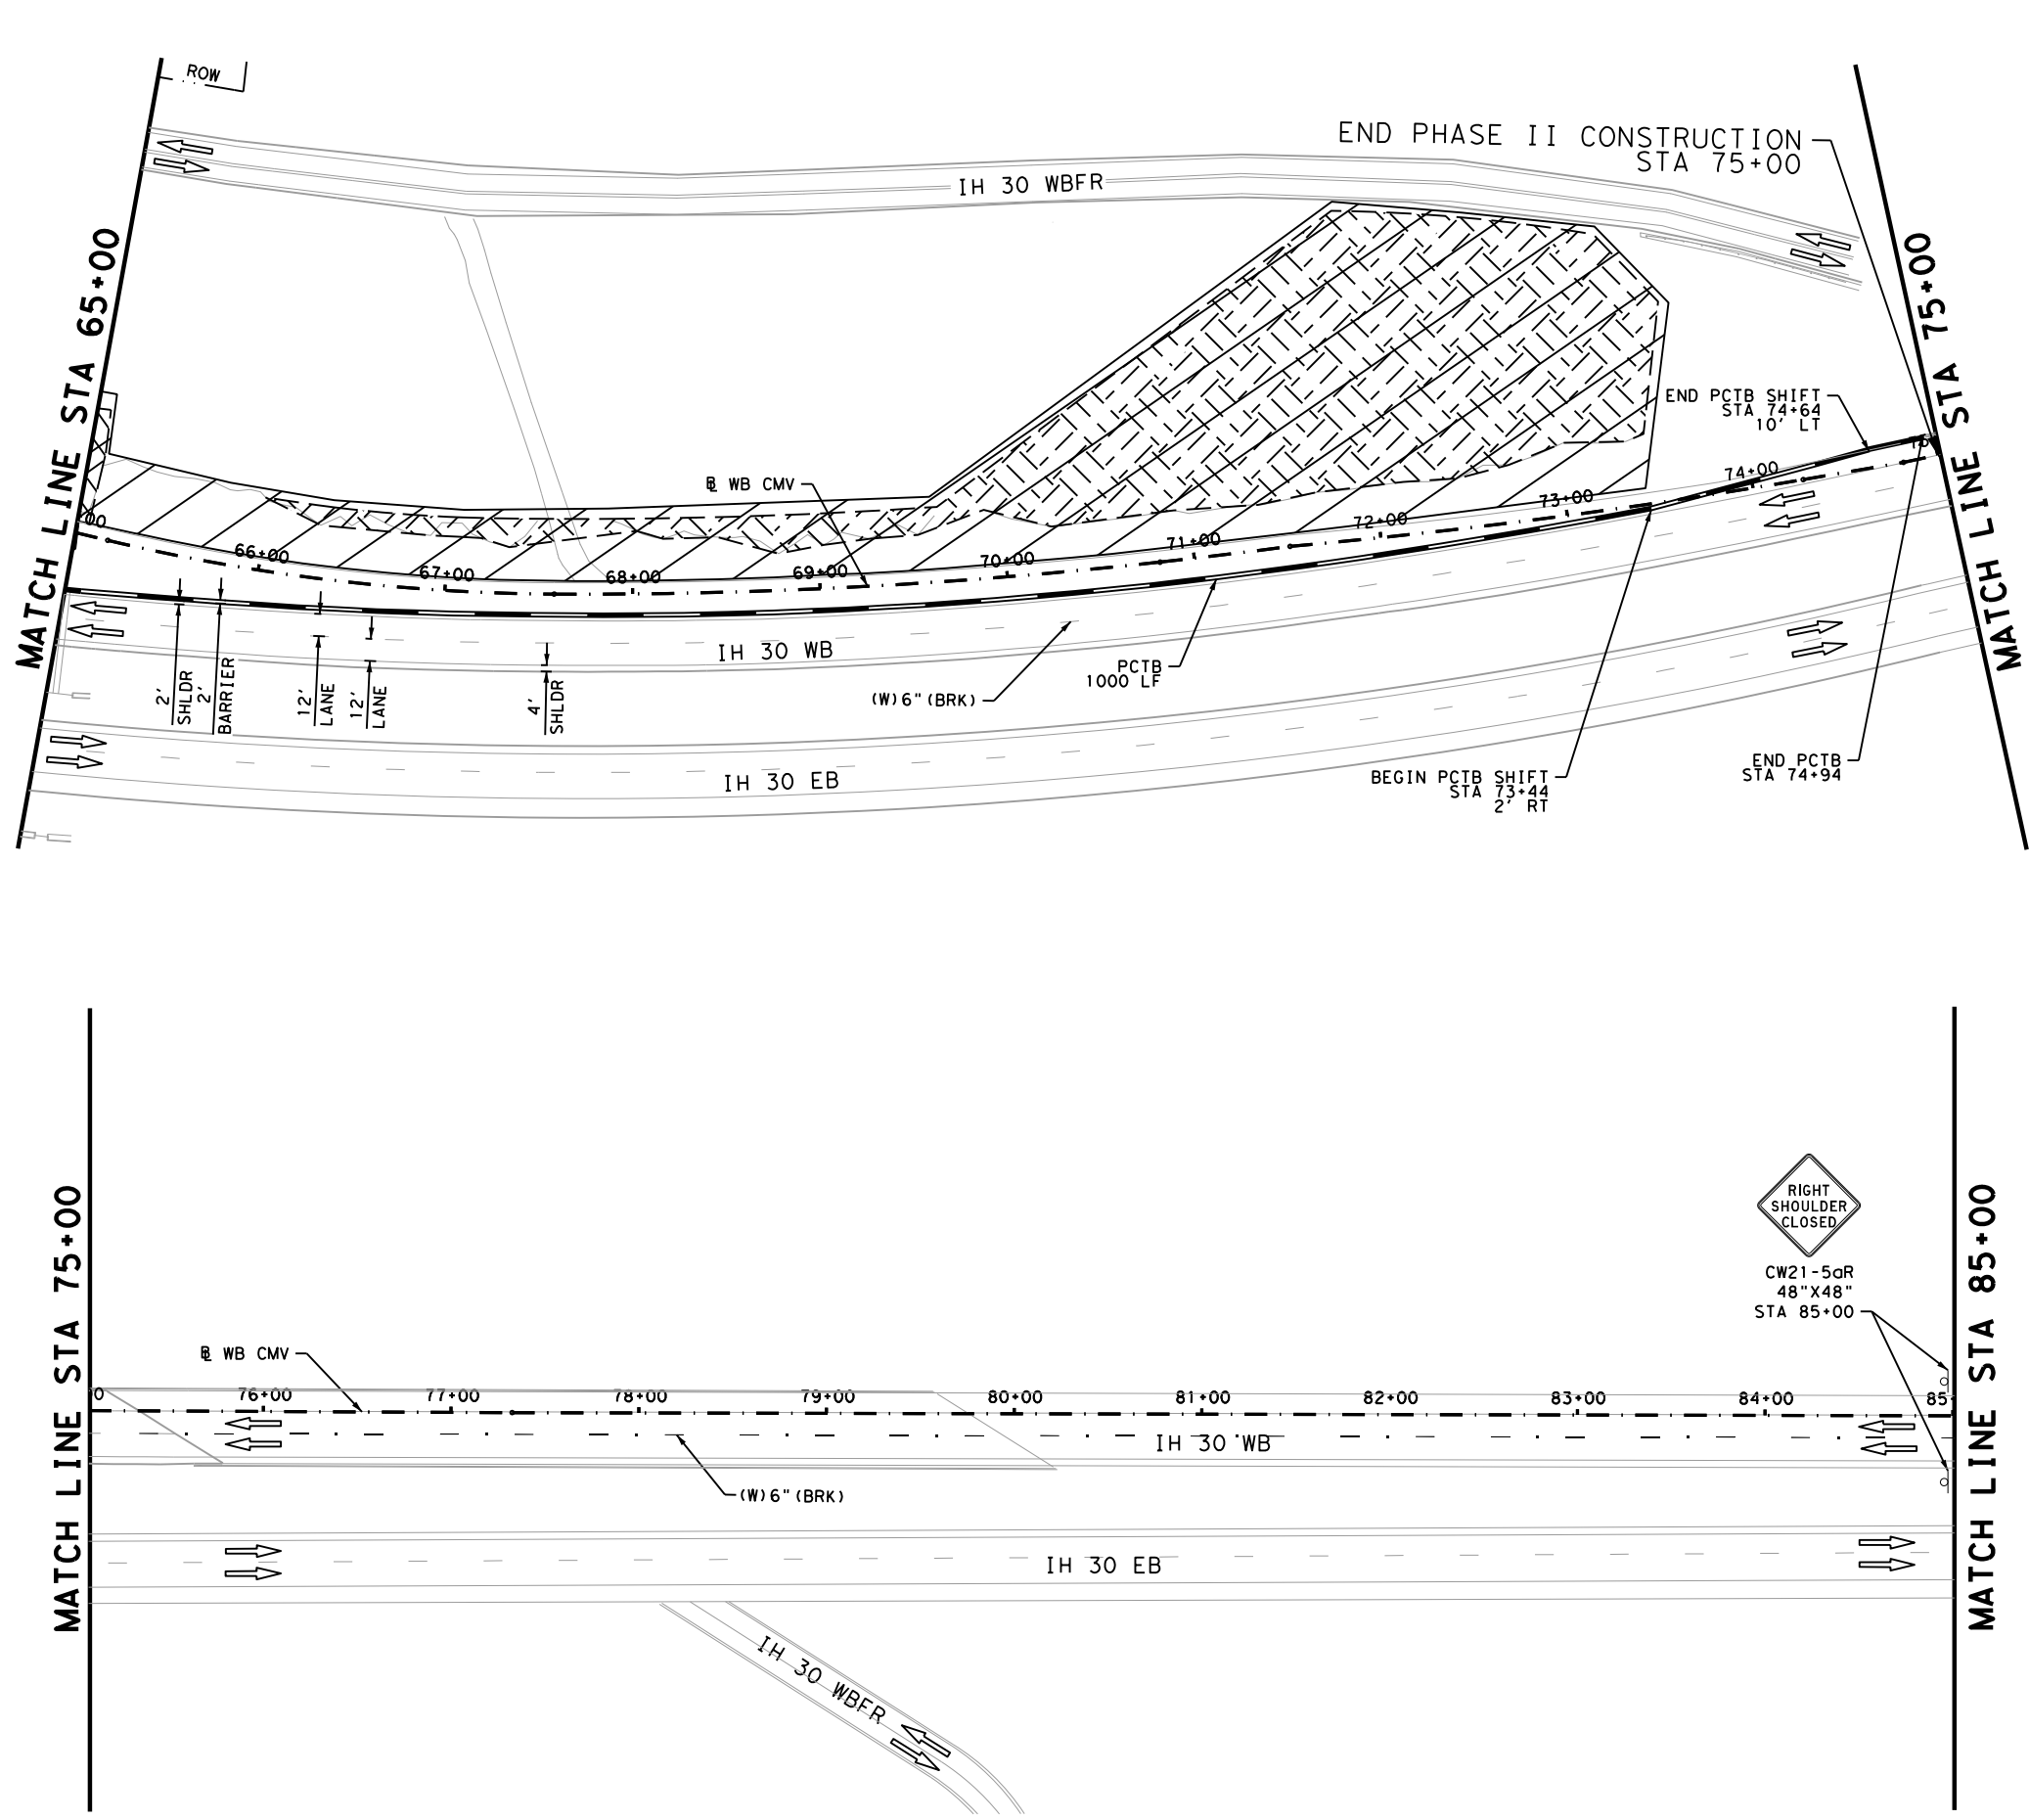 ROW
END PHASE II CONSTRUCTION
STA 75+00
IH 30 WBFR
MATCH LINE STA 65+00
MATCH LINE STA 75+00
END PCTB SHIFT
STA 74+64
10' LT
℄ WB CMV
00
66+00
67+00
68+00
69+00
70+00
71+00
72+00
73+00
74+00
75
IH 30 WB
2'
SHLDR
2'
BARRIER
12'
LANE
12'
LANE
4'
SHLDR
(W)6"(BRK)
PCTB
1000 LF
IH 30 EB
BEGIN PCTB SHIFT
STA 73+44
2' RT
END PCTB
STA 74+94
MATCH LINE STA 75+00
MATCH LINE STA 85+00
RIGHT
SHOULDER
CLOSED
CW21-5aR
48"X48"
STA 85+00
℄ WB CMV
0
76+00
77+00
78+00
79+00
80+00
81+00
82+00
83+00
84+00
85
IH 30 WB
(W)6"(BRK)
IH 30 EB
IH 30 WBFR